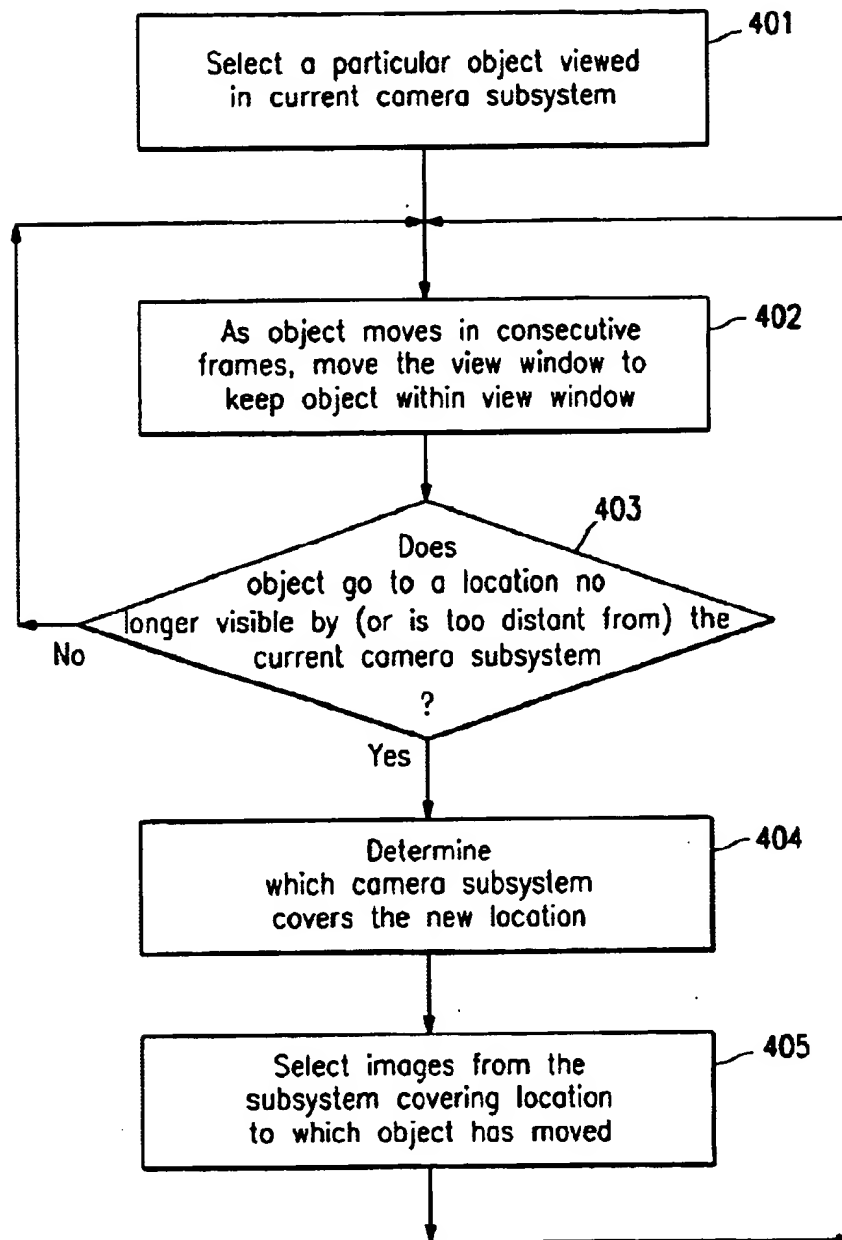 401
Select a particular object viewed
in current camera subsystem
402
As object moves in consecutive
frames, move the view window to
keep object within view window
403
Does
object go to a location no
longer visible by (or is too distant from) the
current camera subsystem
?
No
Yes
404
Determine
which camera subsystem
covers the new location
405
Select images from the
subsystem covering location
to which object has moved